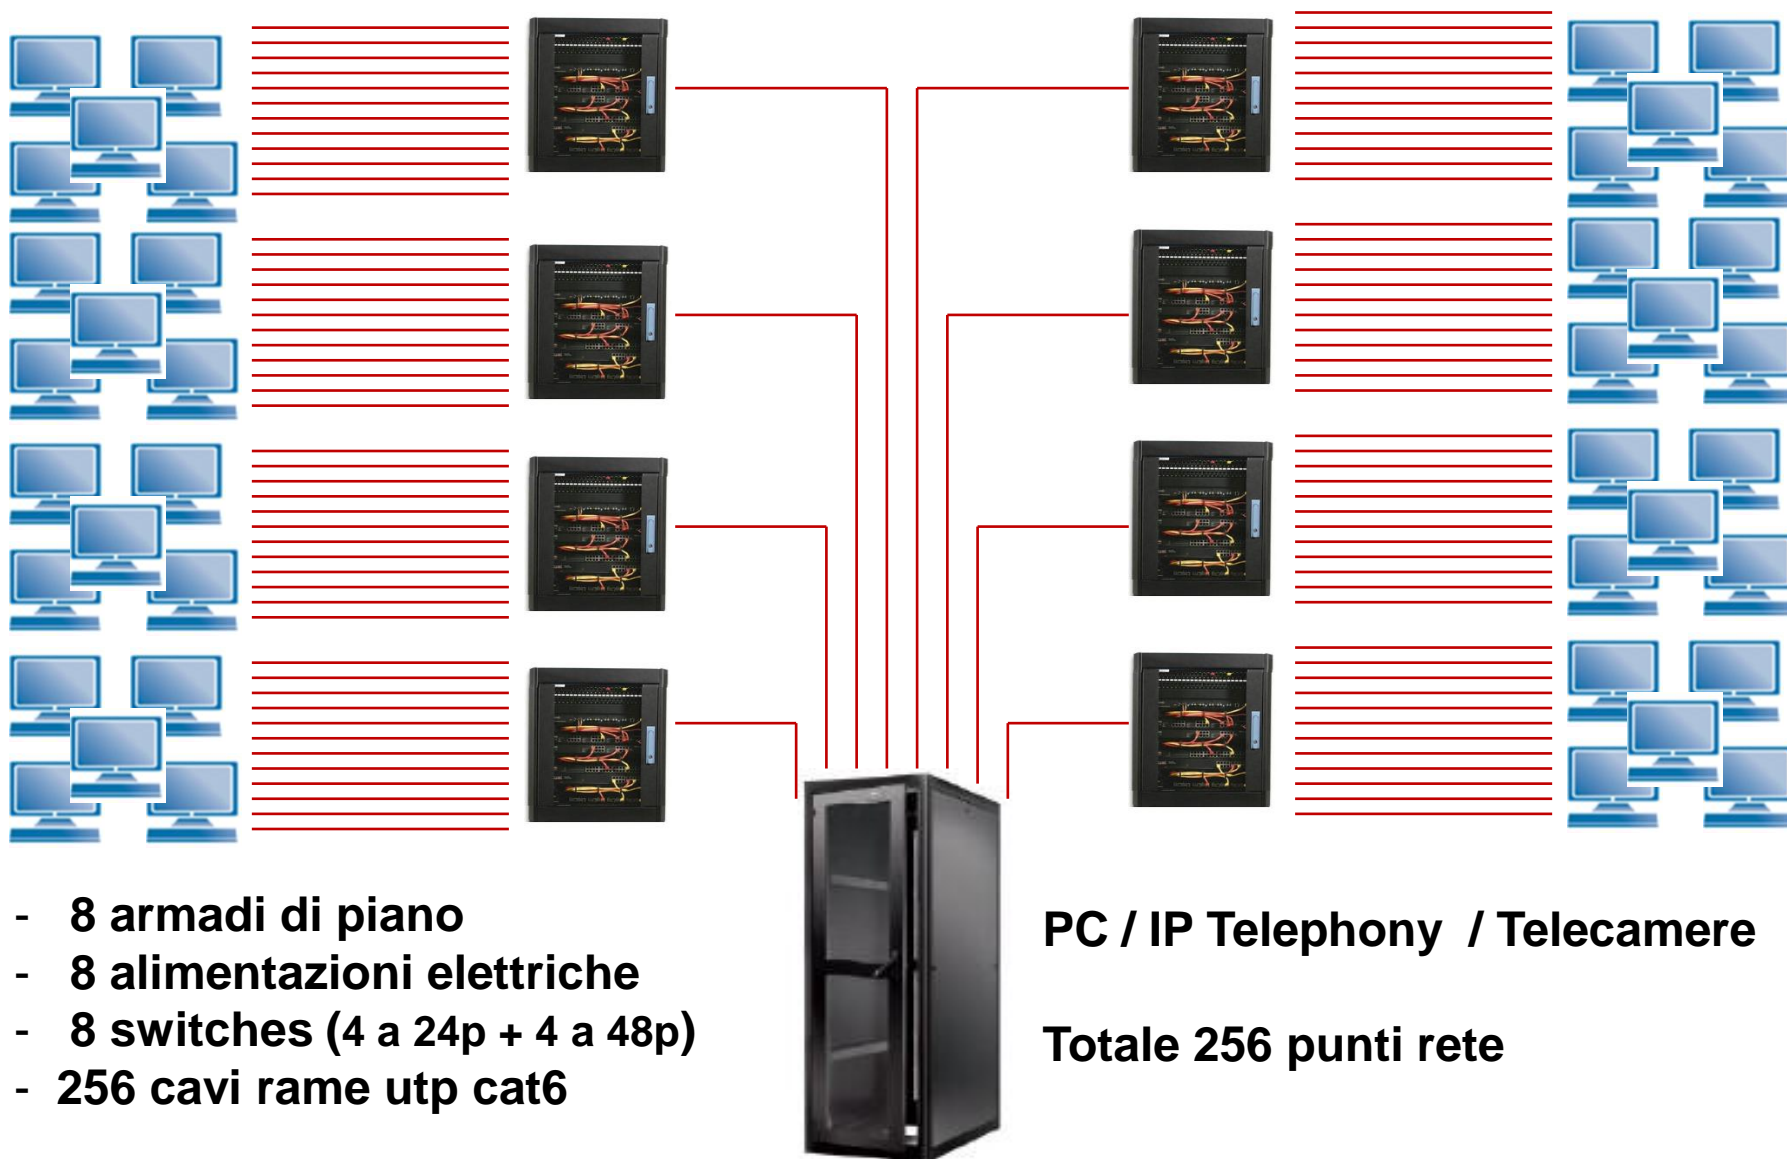 - 8 armadi di piano
- 8 alimentazioni elettriche
- 8 switches (4 a 24p + 4 a 48p)
- 256 cavi rame utp cat6
PC / IP Telephony / Telecamere
Totale 256 punti rete